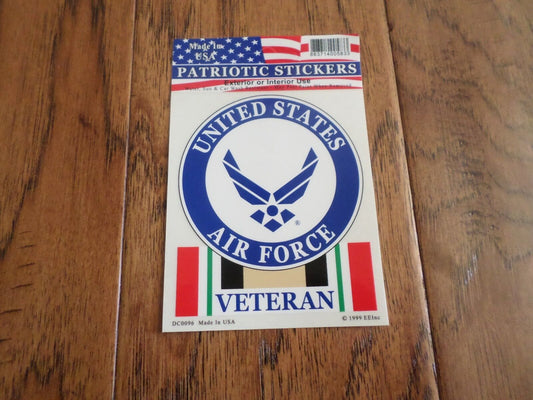 Made In
USA
863714005833
PATRIOTIC STICKERS
Exterior or Interior Use
UNITED STATES
®
AIR FORCE
VETERAN
DC0096 Made In USA
© 1999 EEInc